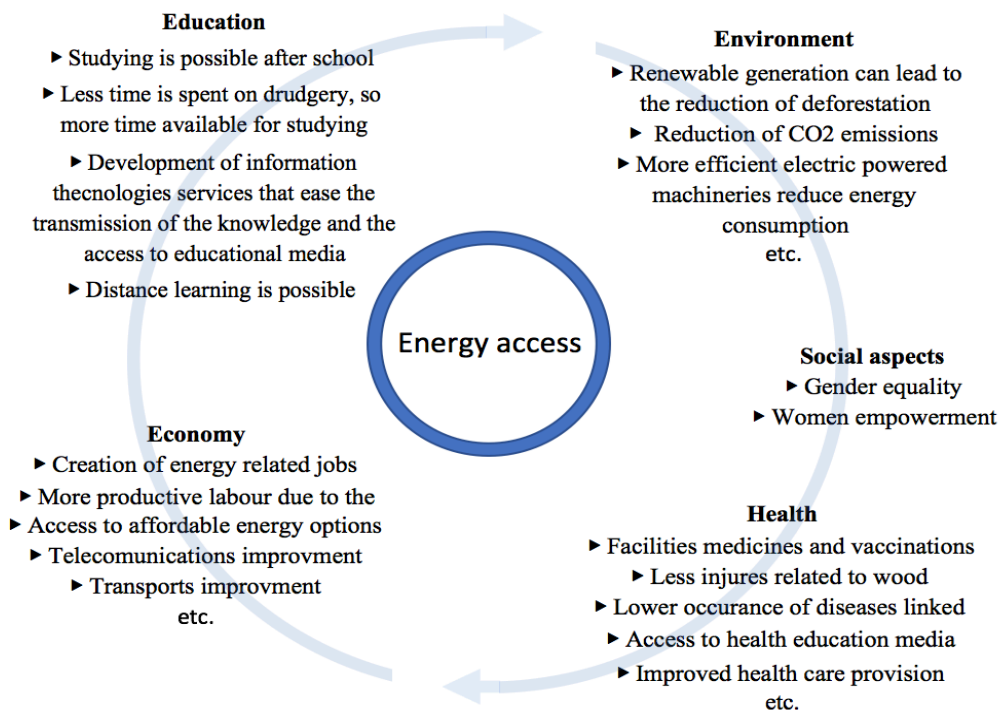 Education
▸ Studying is possible after school
▸ Less time is spent on drudgery, so
more time available for studying
▸ Development of information
thecnologies services that ease the
transmission of the knowledge and the
access to educational media
▸ Distance learning is possible
Environment
▸ Renewable generation can lead to
the reduction of deforestation
▸ Reduction of CO2 emissions
▸ More efficient electric powered
machineries reduce energy
consumption
etc.
Energy access
Social aspects
▸ Gender equality
▸ Women empowerment
Economy
▸ Creation of energy related jobs
▸ More productive labour due to the
▸ Access to affordable energy options
▸ Telecomunications improvment
▸ Transports improvment
etc.
Health
▸ Facilities medicines and vaccinations
▸ Less injures related to wood
▸ Lower occurance of diseases linked
▸ Access to health education media
▸ Improved health care provision
etc.